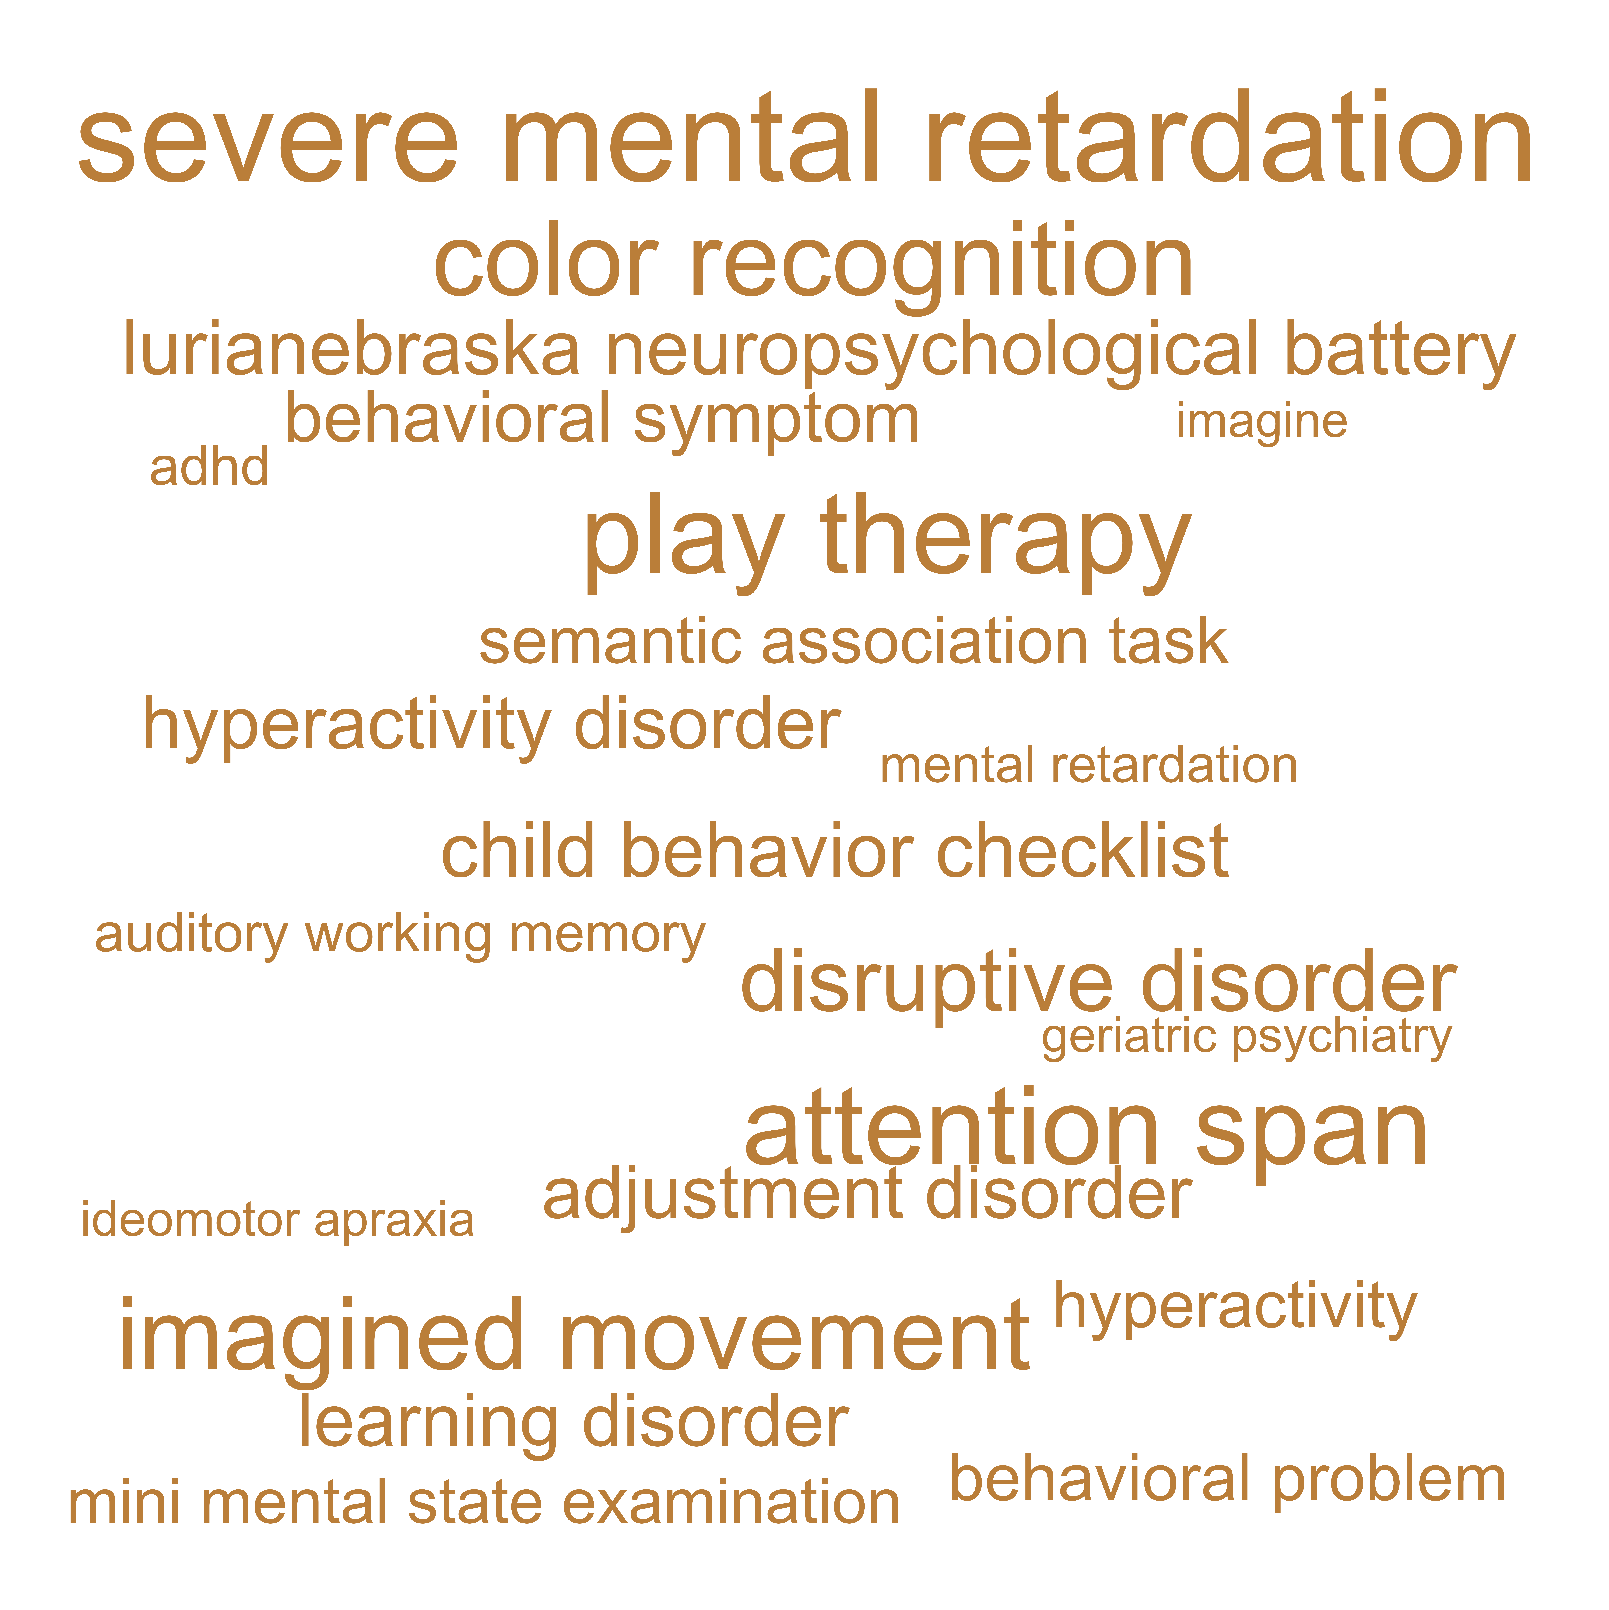 severe mental retardation
color recognition
lurianebraska neuropsychological battery
behavioral symptom
imagine
adhd
play therapy
semantic association task
hyperactivity disorder
mental retardation
child behavior checklist
auditory working memory
disruptive disorder
geriatric psychiatry
attention span
adjustment disorder
ideomotor apraxia
hyperactivity
imagined movement
learning disorder
behavioral problem
mini mental state examination